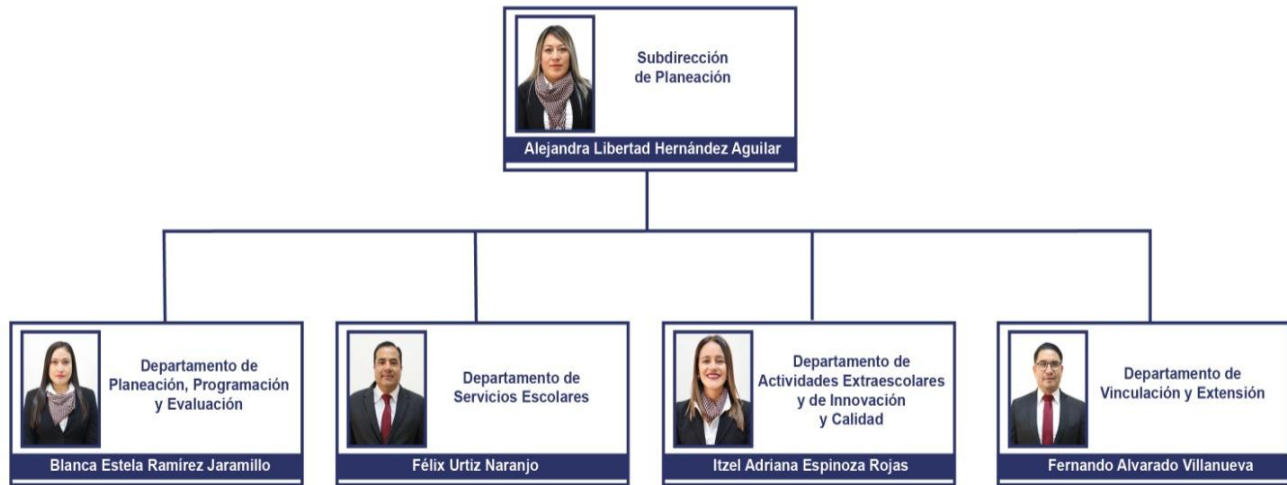 Subdirección
de Planeación
Alejandra Libertad Hernández Aguilar
Departamento de
Planeación, Programación
y Evaluación
Blanca Estela Ramírez Jaramillo
Departamento de
Servicios Escolares
Félix Urtiz Naranjo
Departamento de
Actividades Extraescolares
y de Innovación
y Calidad
Itzel Adriana Espinoza Rojas
Departamento de
Vinculación y Extensión
Fernando Alvarado Villanueva